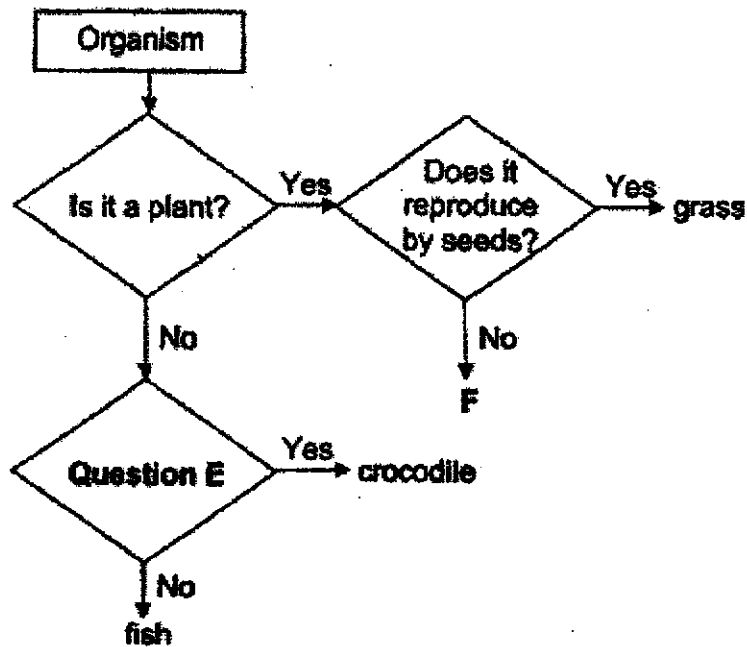 Organism
Is it a plant?
Yes
Does it
reproduce
by seeds?
Yes
grass
No
No
F
Question E
Yes
crocodile
No
fish